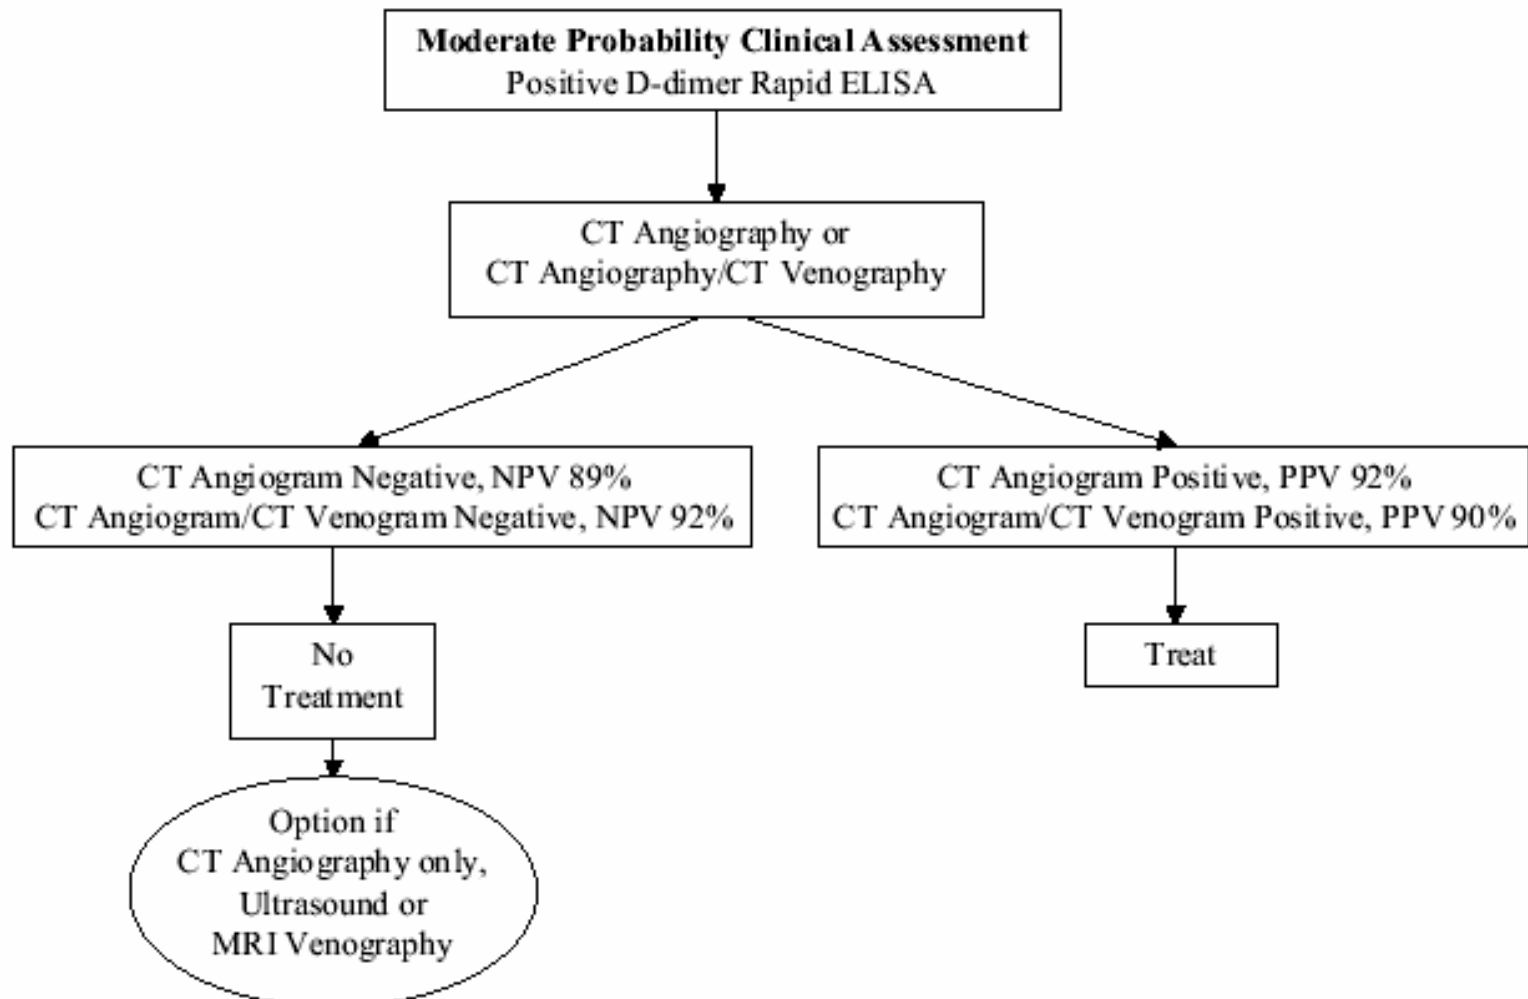 Moderate Probability Clinical Assessment
Positive D-dimer Rapid ELISA
CT Angiography or
CT Angiography/CT Venography
CT Angiogram Negative, NPV 89%
CT Angiogram/CT Venogram Negative, NPV 92%
CT Angiogram Positive, PPV 92%
CT Angiogram/CT Venogram Positive, PPV 90%
No
Treatment
Treat
Option if
CT Angiography only,
Ultrasound or
MRI Venography